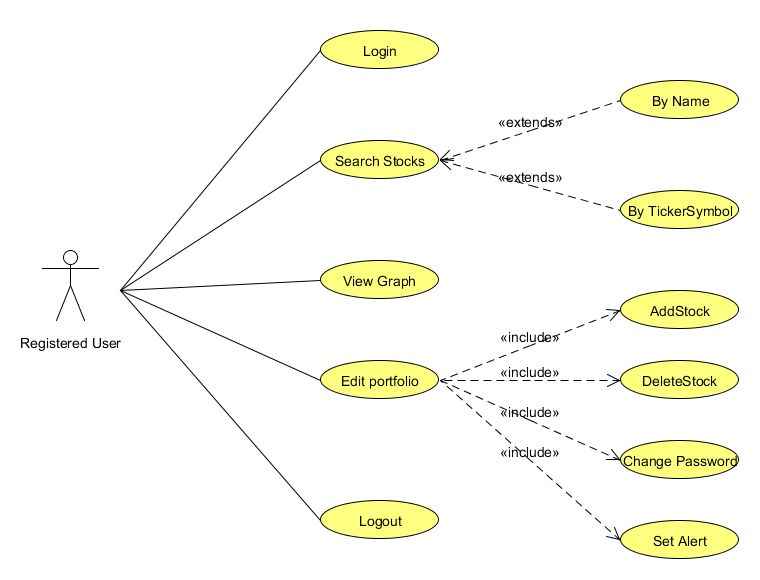 Login
By Name
«extends»
Search Stocks
«extends»
By TickerSymbol
View Graph
Registered User
AddStock
«include»
Edit portfolio
«include»
DeleteStock
«include»
Change Password
«include»
Logout
Set Alert